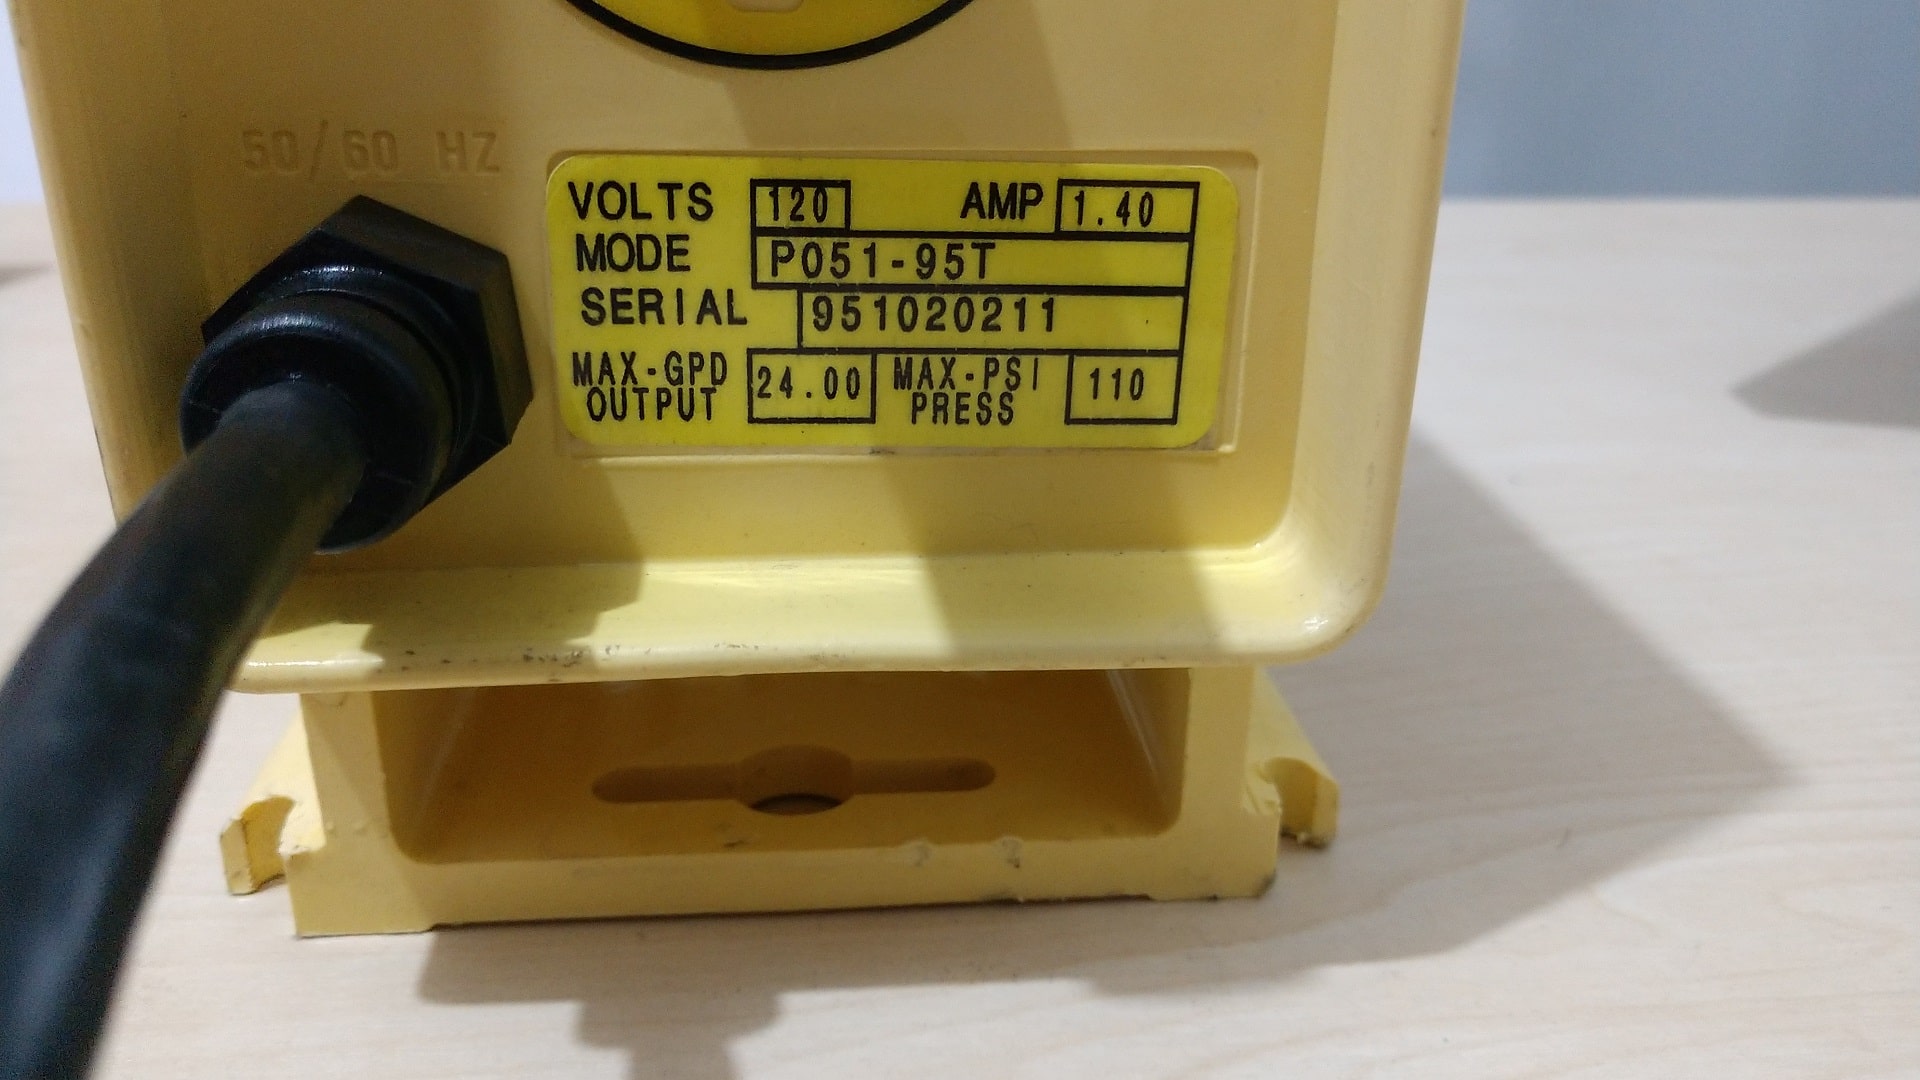 50/60 HZ
VOLTS 120 AMP 1.40
MODE P051-95T
SERIAL 951020211
MAX-GPD OUTPUT 24.00 MAX-PSI PRESS 110